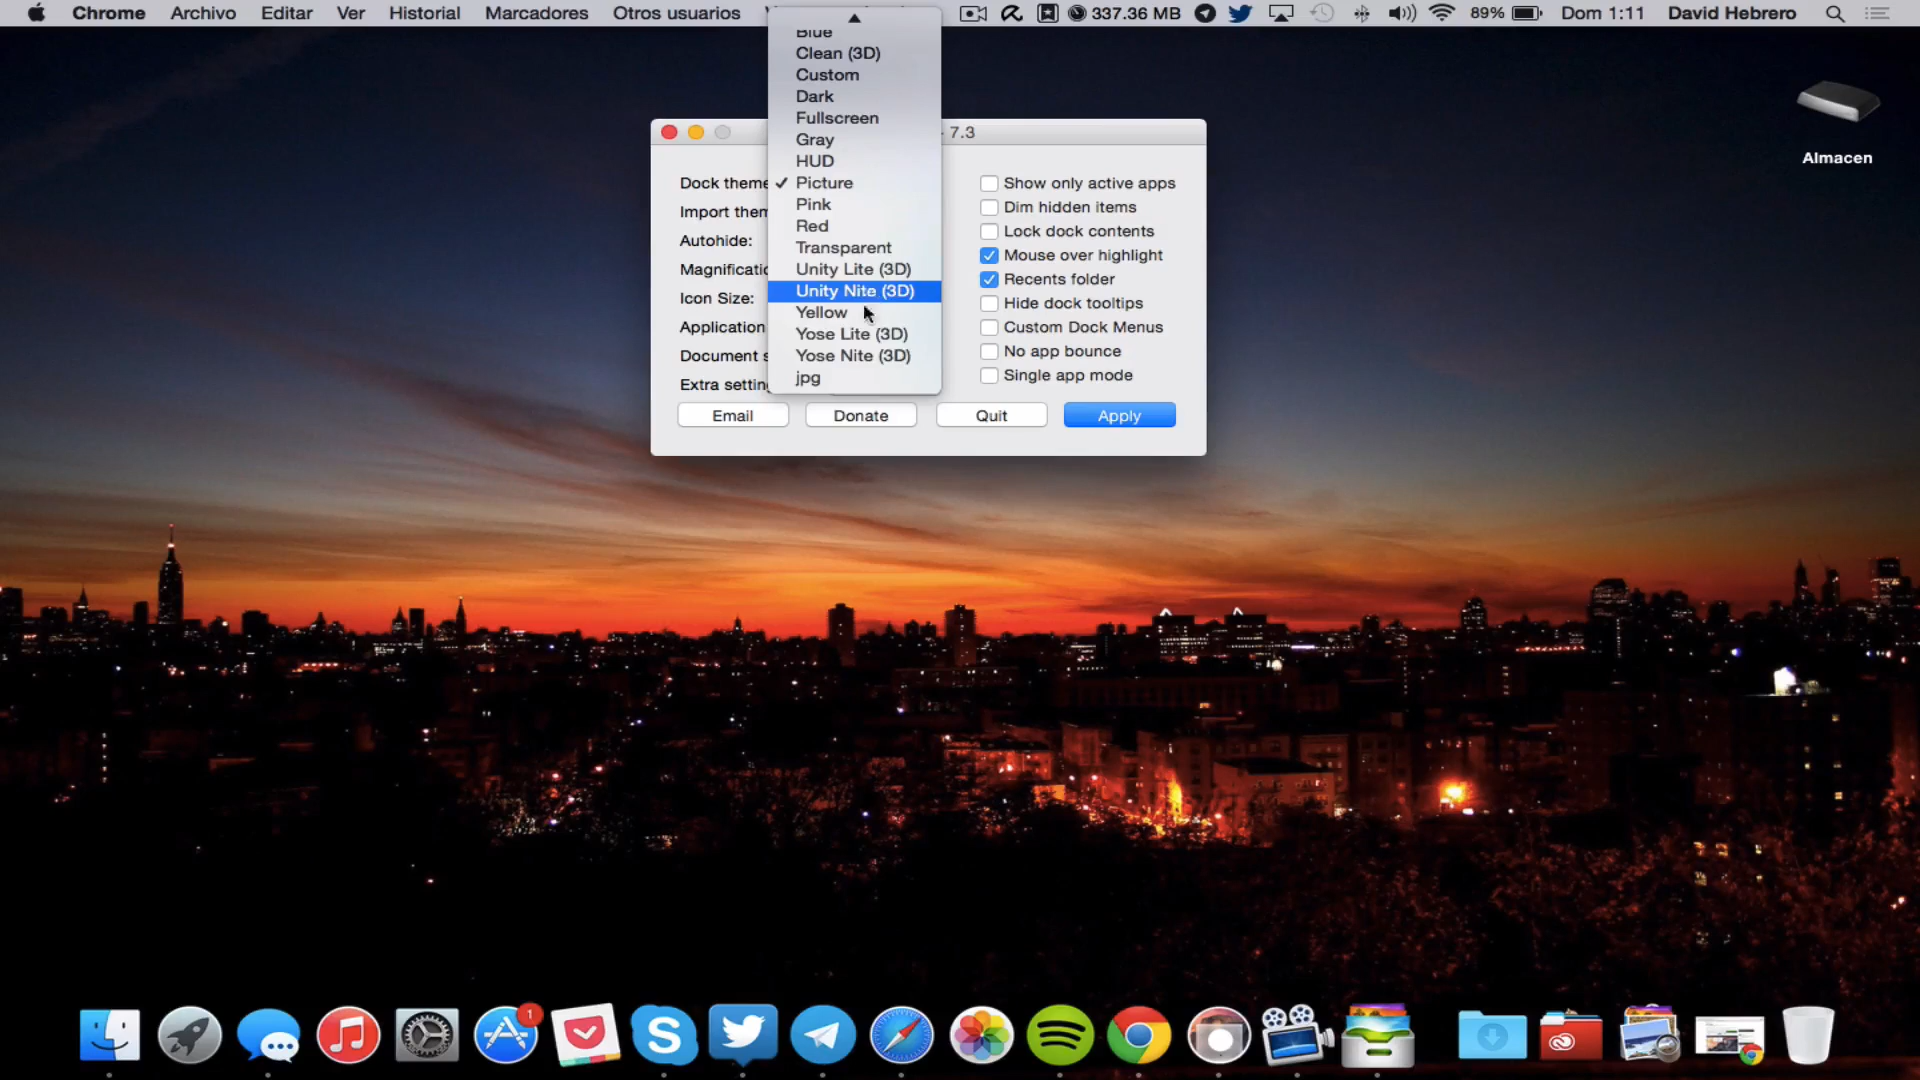 Chrome Archivo Editar Ver Historial Marcadores Otros usuarios 337.36 MB 89% Dom 1:11 David Hebrero
Blue
Clean (3D)
Custom
Dark
Fullscreen
Gray
HUD
✓ Picture
Pink
Red
Transparent
Unity Lite (3D)
Unity Nite (3D)
Yellow
Yose Lite (3D)
Yose Nite (3D)
jpg
- 7.3
Dock theme
Import them
Autohide:
Magnificatio
Icon Size:
Application
Document s
Extra setting
Show only active apps
Dim hidden items
Lock dock contents
Mouse over highlight
Recents folder
Hide dock tooltips
Custom Dock Menus
No app bounce
Single app mode
Email Donate Quit Apply
Almacen
1